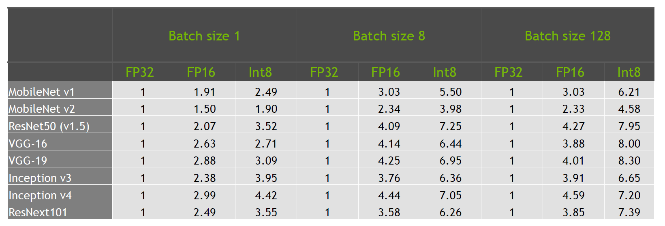 Batch size 1 Batch size 8 Batch size 128
FP32 FP16 Int8 FP32 FP16 Int8 FP32 FP16 Int8
MobileNet v1 1 1.91 2.49 1 3.03 5.50 1 3.03 6.21
MobileNet v2 1 1.50 1.90 1 2.34 3.98 1 2.33 4.58
ResNet50 (v1.5) 1 2.07 3.52 1 4.09 7.25 1 4.27 7.95
VGG-16 1 2.63 2.71 1 4.14 6.44 1 3.88 8.00
VGG-19 1 2.88 3.09 1 4.25 6.95 1 4.01 8.30
Inception v3 1 2.38 3.95 1 3.76 6.36 1 3.91 6.65
Inception v4 1 2.99 4.42 1 4.44 7.05 1 4.59 7.20
ResNext101 1 2.49 3.55 1 3.58 6.26 1 3.85 7.39